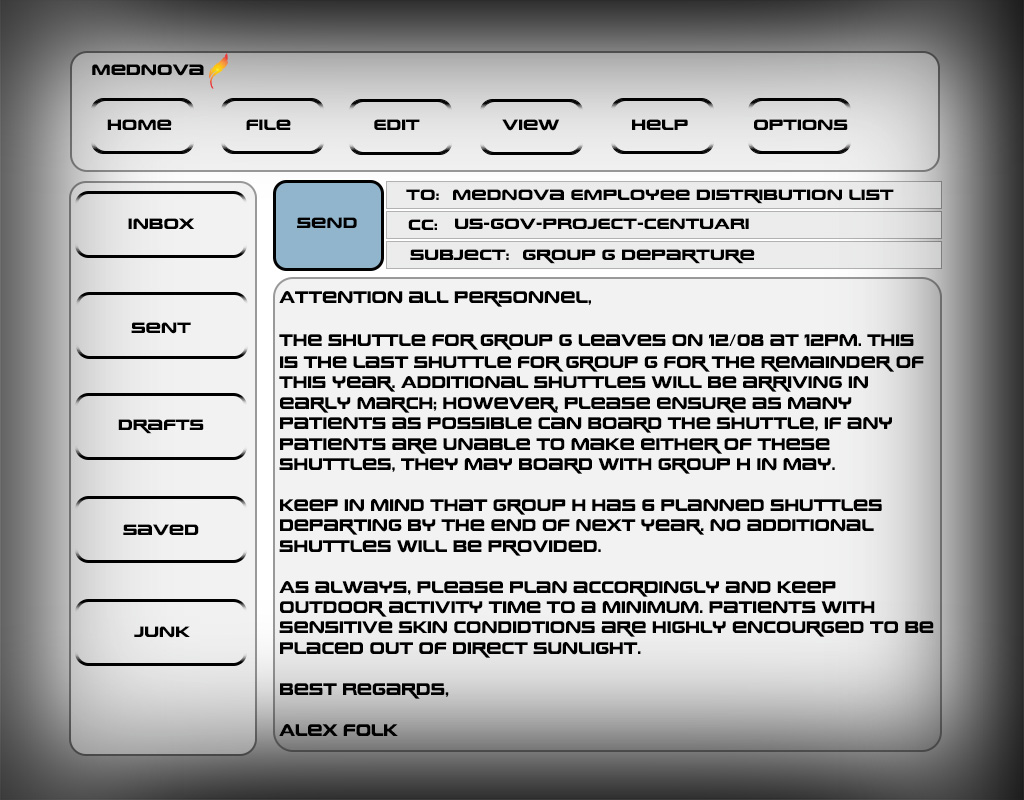 MEDNOVA
HOME FILE EDIT VIEW HELP OPTIONS
INBOX
SENT
DRAFTS
SAVED
JUNK
SEND
TO: MEDNOVA EMPLOYEE DISTRIBUTION LIST
CC: US-GOV-PROJECT-CENTUARI
SUBJECT: GROUP G DEPARTURE
ATTENTION ALL PERSONNEL,
THE SHUTTLE FOR GROUP G LEAVES ON 12/08 AT 12PM. THIS
IS THE LAST SHUTTLE FOR GROUP G FOR THE REMAINDER OF
THIS YEAR. ADDITIONAL SHUTTLES WILL BE ARRIVING IN
EARLY MARCH; HOWEVER, PLEASE ENSURE AS MANY
PATIENTS AS POSSIBLE CAN BOARD THE SHUTTLE, IF ANY
PATIENTS ARE UNABLE TO MAKE EITHER OF THESE
SHUTTLES, THEY MAY BOARD WITH GROUP H IN MAY.
KEEP IN MIND THAT GROUP H HAS 6 PLANNED SHUTTLES
DEPARTING BY THE END OF NEXT YEAR. NO ADDITIONAL
SHUTTLES WILL BE PROVIDED.
AS ALWAYS, PLEASE PLAN ACCORDINGLY AND KEEP
OUTDOOR ACTIVITY TIME TO A MINIMUM. PATIENTS WITH
SENSITIVE SKIN CONDIDTIONS ARE HIGHLY ENCOURGED TO BE
PLACED OUT OF DIRECT SUNLIGHT.
BEST REGARDS,
ALEX FOLK